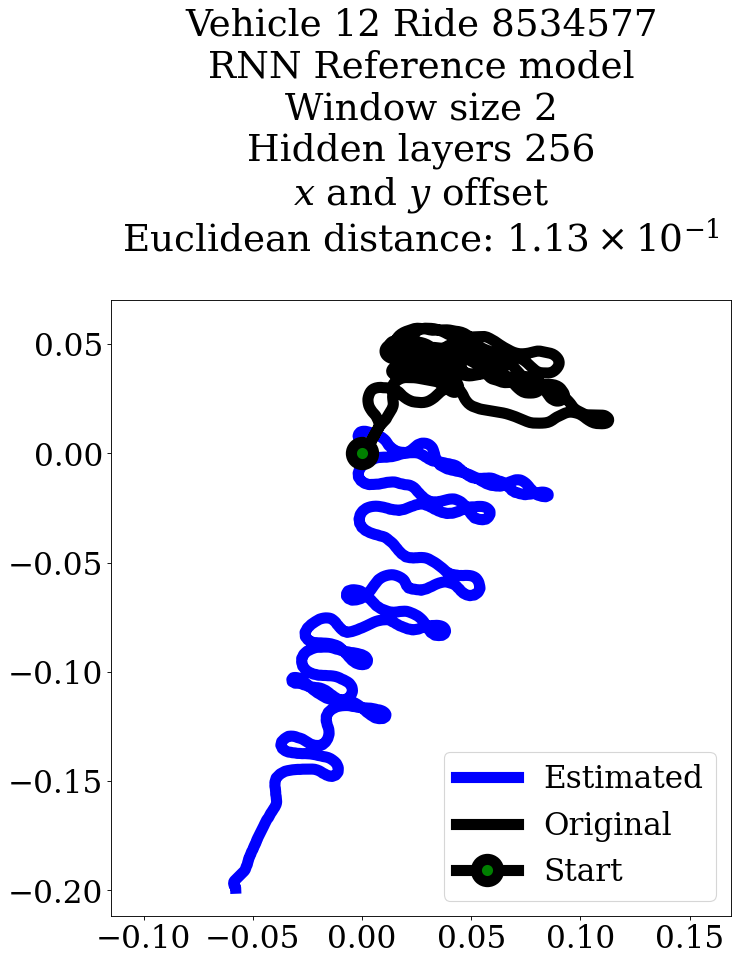 Vehicle 12 Ride 8534577
RNN Reference model
Window size 2
Hidden layers 256
x and y offset
Euclidean distance: 1.13 × 10⁻¹
0.05
0.00
−0.05
−0.10
−0.15
−0.20
Estimated
Original
Start
−0.10 −0.05 0.00 0.05 0.10 0.15